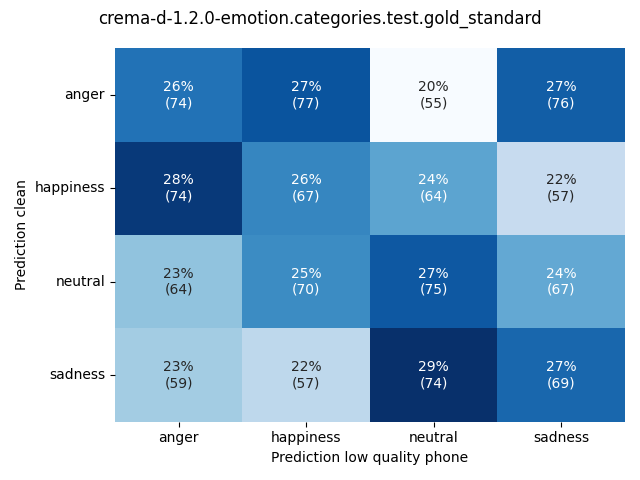 crema-d-1.2.0-emotion.categories.test.gold_standard
Prediction clean
anger
26%
(74)
27%
(77)
20%
(55)
27%
(76)
happiness
28%
(74)
26%
(67)
24%
(64)
22%
(57)
neutral
23%
(64)
25%
(70)
27%
(75)
24%
(67)
sadness
23%
(59)
22%
(57)
29%
(74)
27%
(69)
anger
happiness
neutral
sadness
Prediction low quality phone